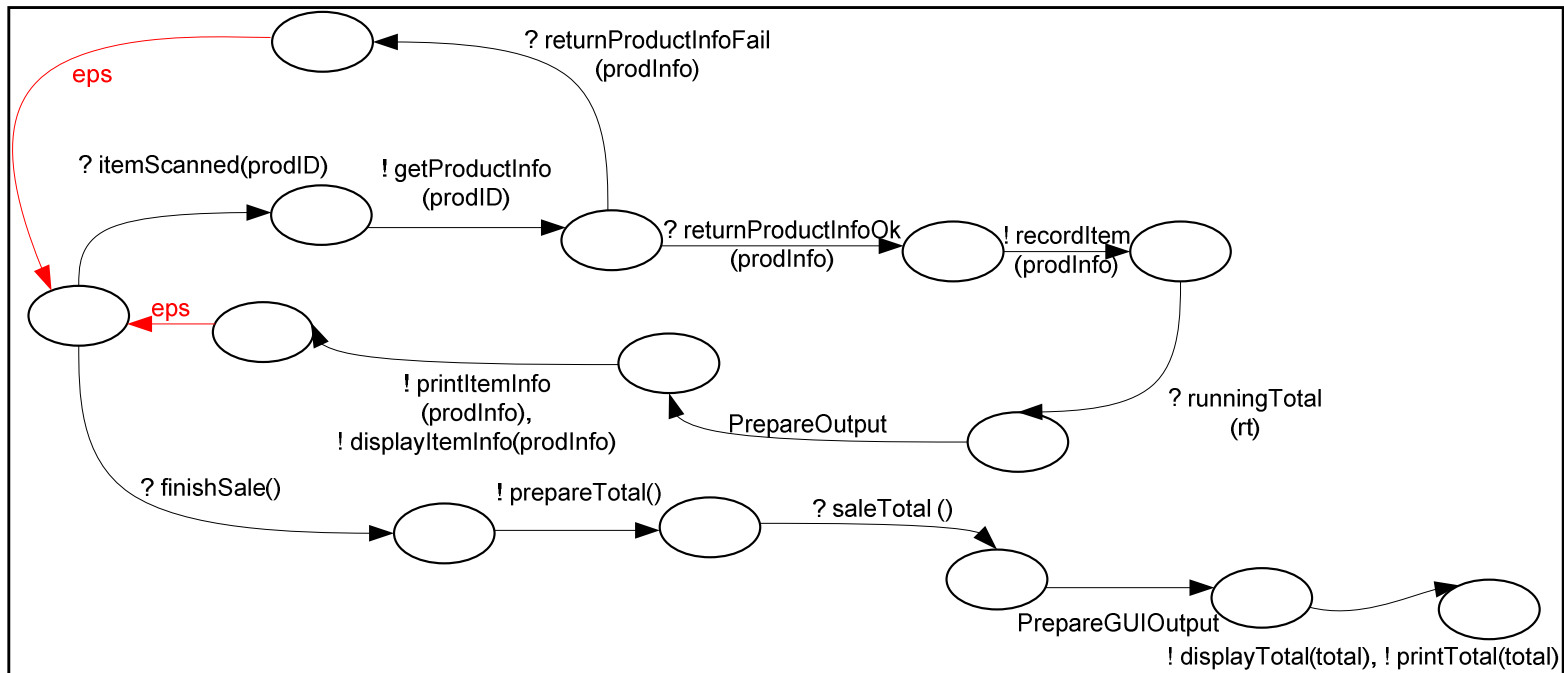 ? returnProductInfoFail
(prodInfo)
eps
? itemScanned(prodID)
! getProductInfo
(prodID)
? returnProductInfoOk
(prodInfo)
! recordItem
(prodInfo)
eps
! printItemInfo
(prodInfo),
! displayItemInfo(prodInfo)
PrepareOutput
? runningTotal
(rt)
? finishSale()
! prepareTotal()
? saleTotal ()
PrepareGUIOutput
! displayTotal(total), ! printTotal(total)